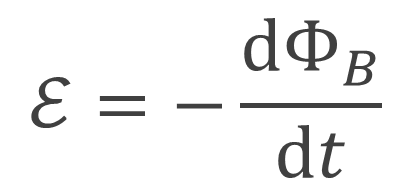 ℰ = − dΦ_B / dt